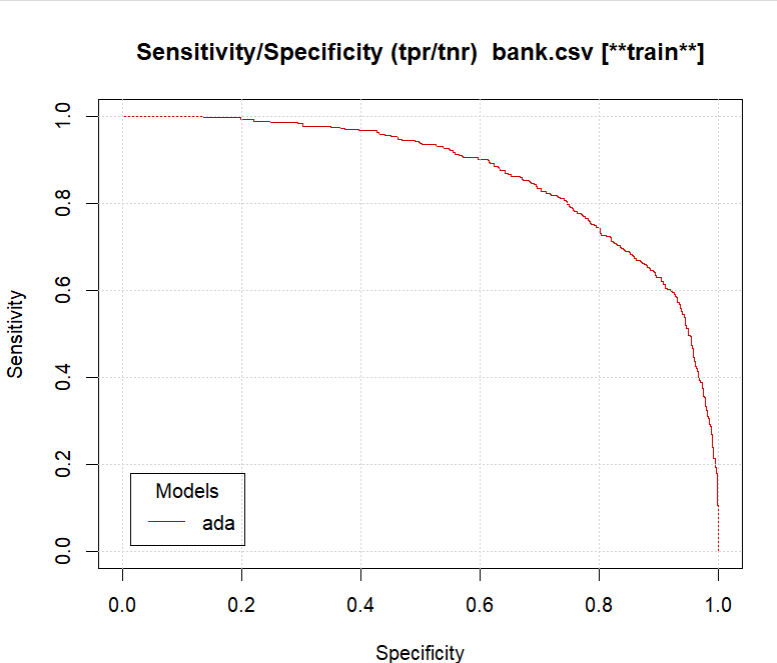 Sensitivity/Specificity (tpr/tnr)  bank.csv [**train**]
Sensitivity
1.0
0.8
0.6
0.4
0.2
0.0
Models
ada
0.0 0.2 0.4 0.6 0.8 1.0
Specificity